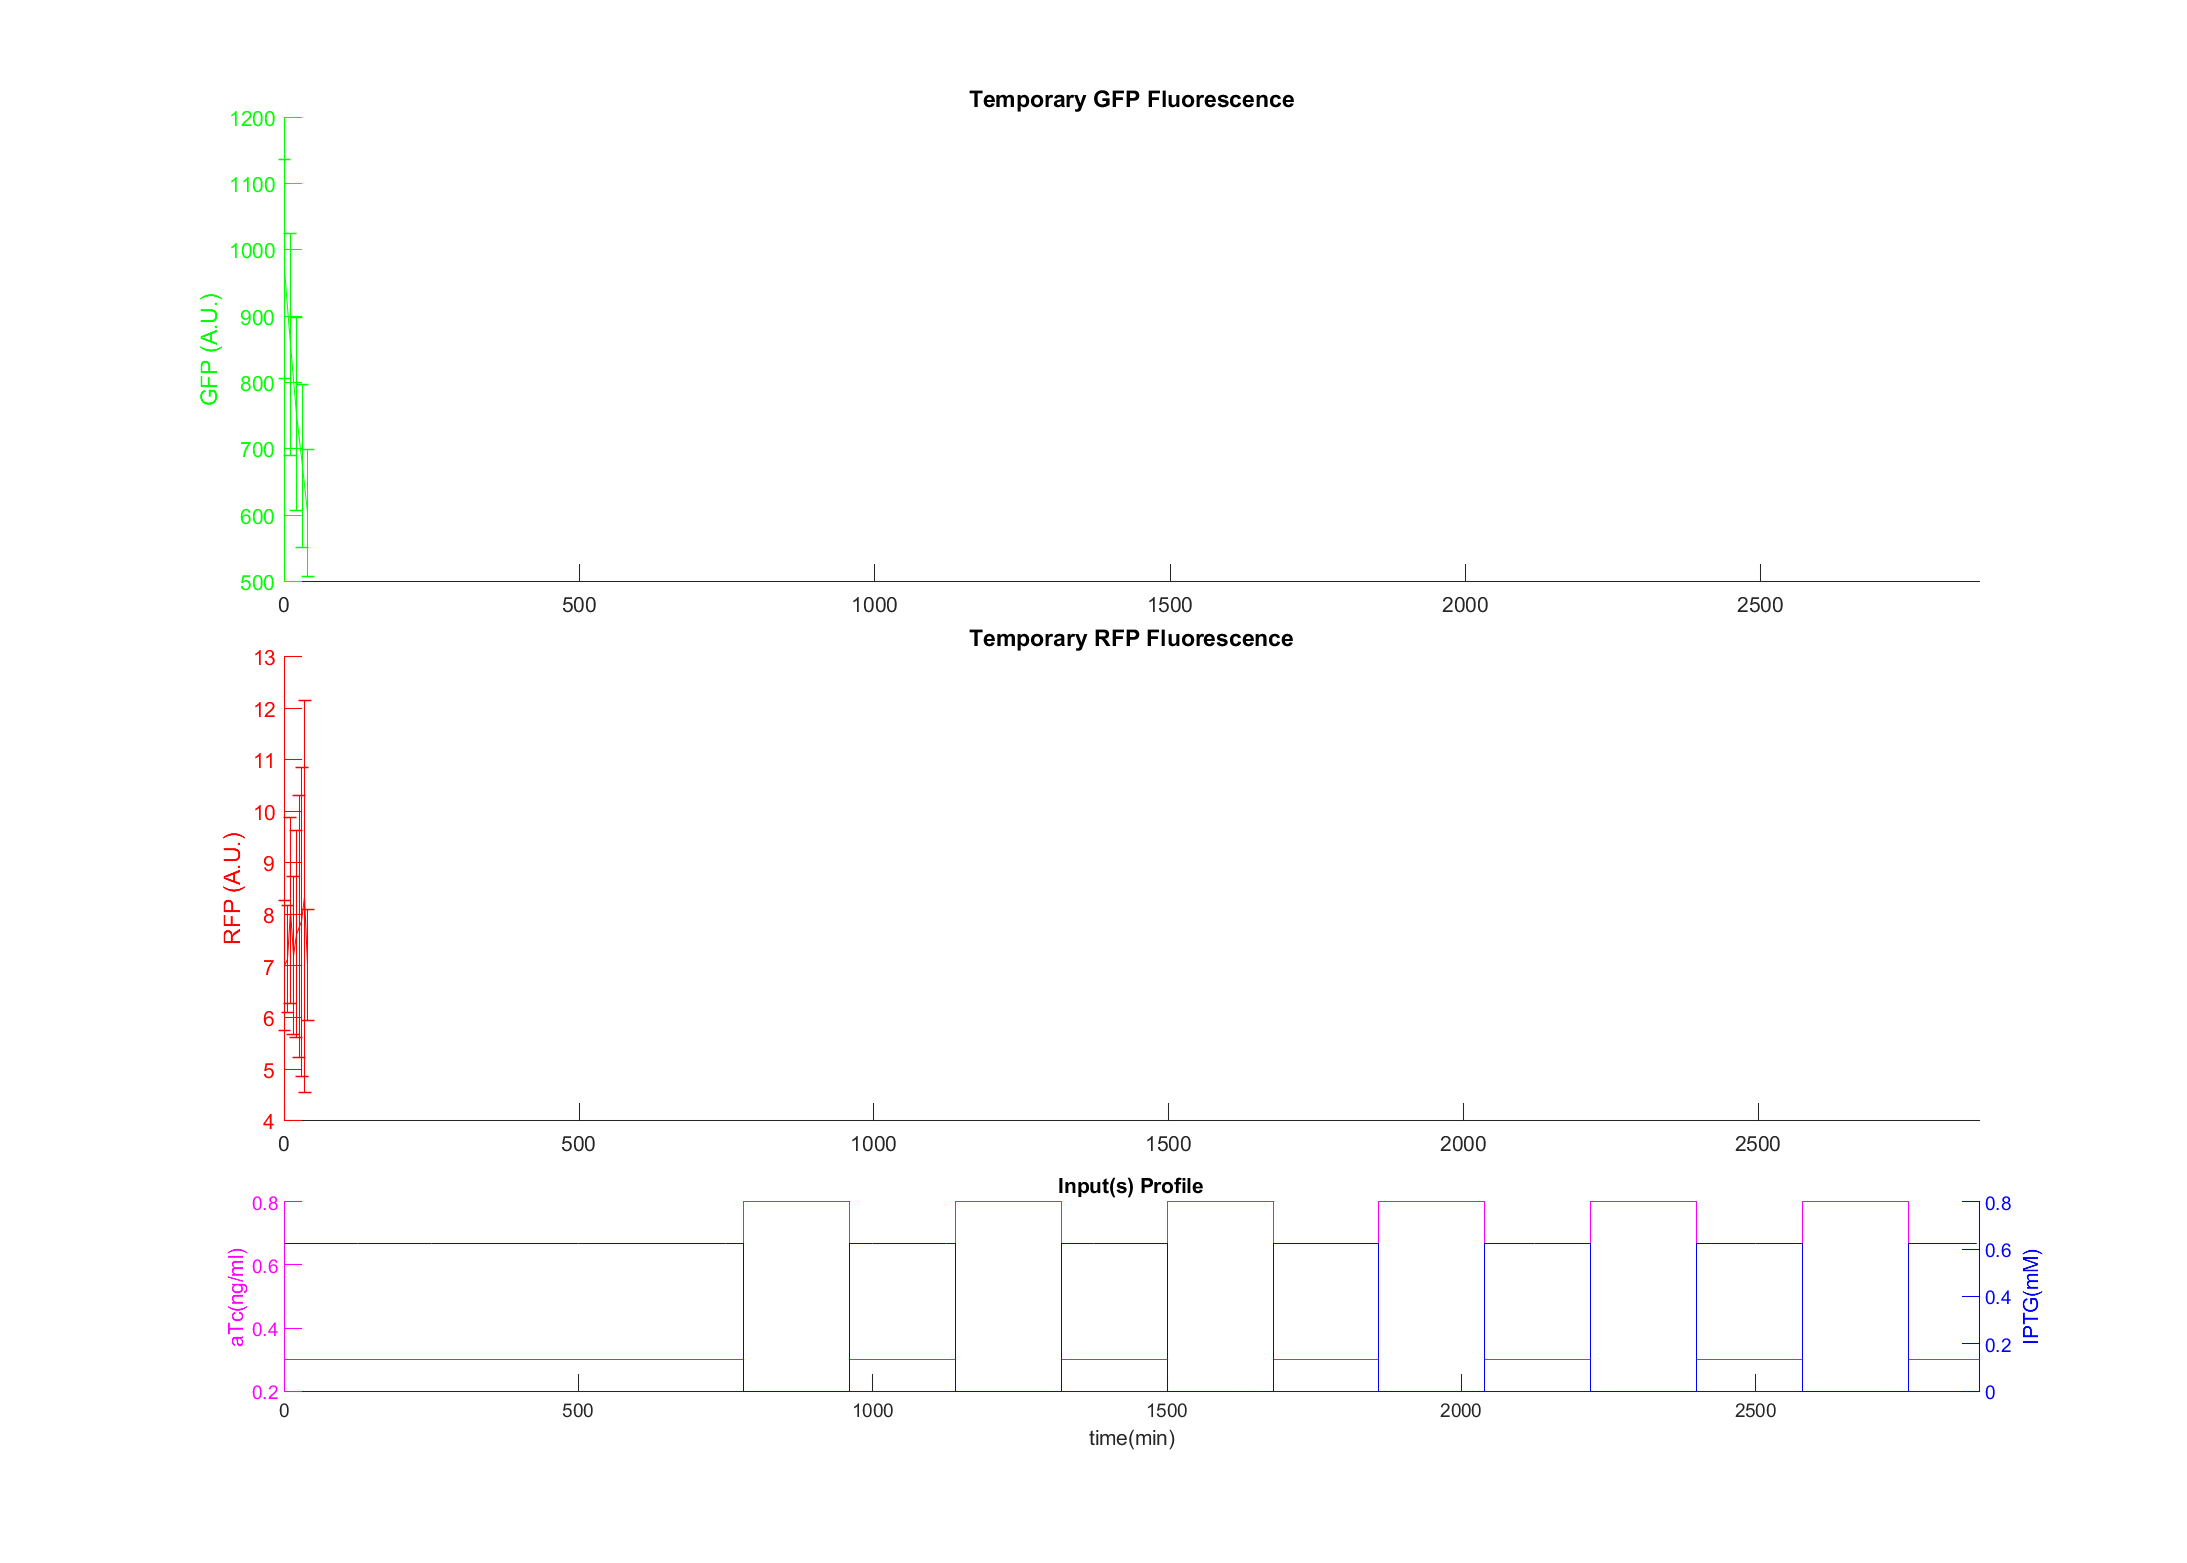 Temporary GFP Fluorescence
1200
1100
1000
900
800
700
600
500
GFP (A.U.)
0 500 1000 1500 2000 2500
Temporary RFP Fluorescence
13
12
11
10
9
8
7
6
5
4
RFP (A.U.)
0 500 1000 1500 2000 2500
Input(s) Profile
0.8 0.8
0.6 0.6
0.4 0.4
0.2 0.2
0
aTc(ng/ml)
IPTG(mM)
0 500 1000 1500 2000 2500
time(min)